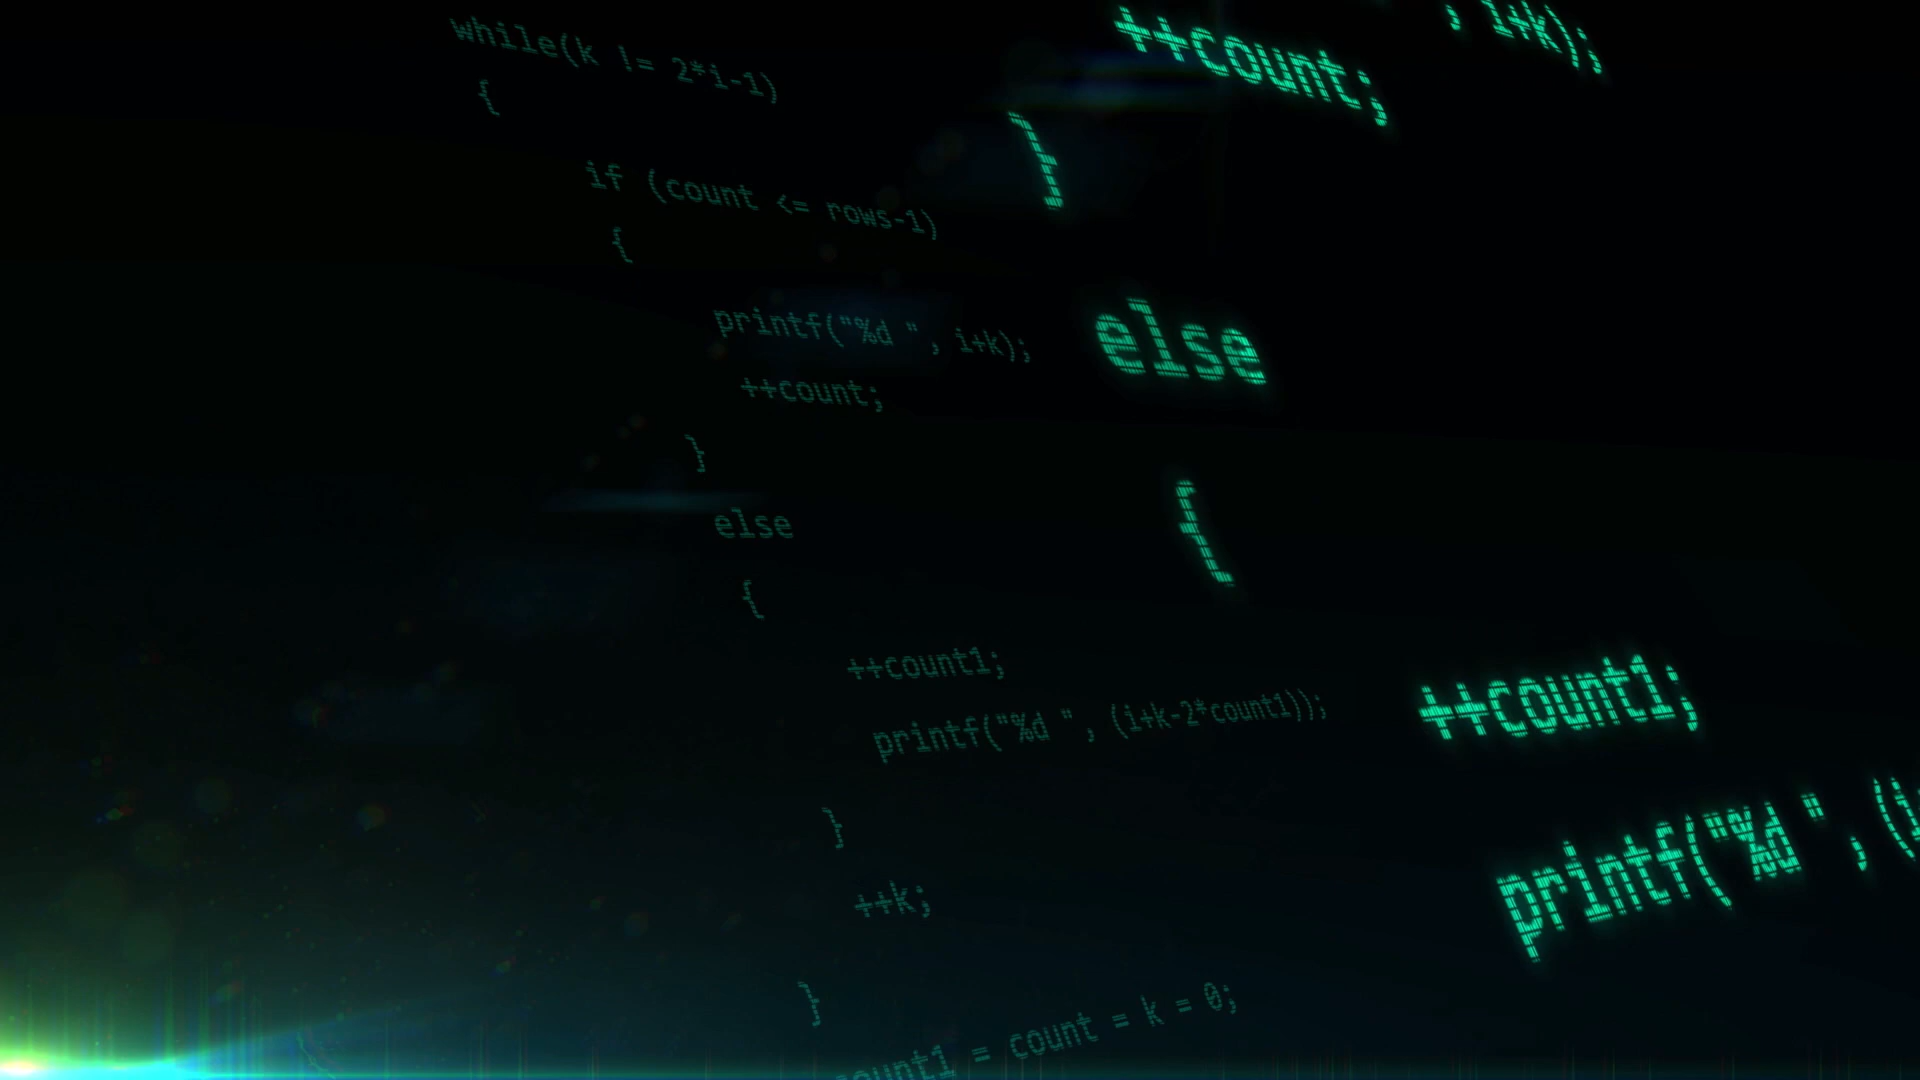 while(k != 2*i-1)
{
if (count <= rows-1)
{
printf("%d ", i+k);
++count;
}
else
{
++count1;
printf("%d ", (i+k-2*count1));
}
++k;
}
= count = k = 0;
, i+k);
++count;
}
else
{
++count1;
printf("%d ", (i